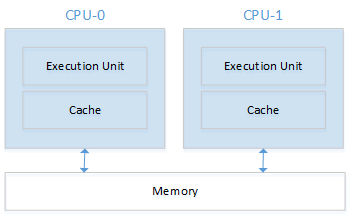 CPU-0 CPU-1
Execution Unit Execution Unit
Cache Cache
Memory